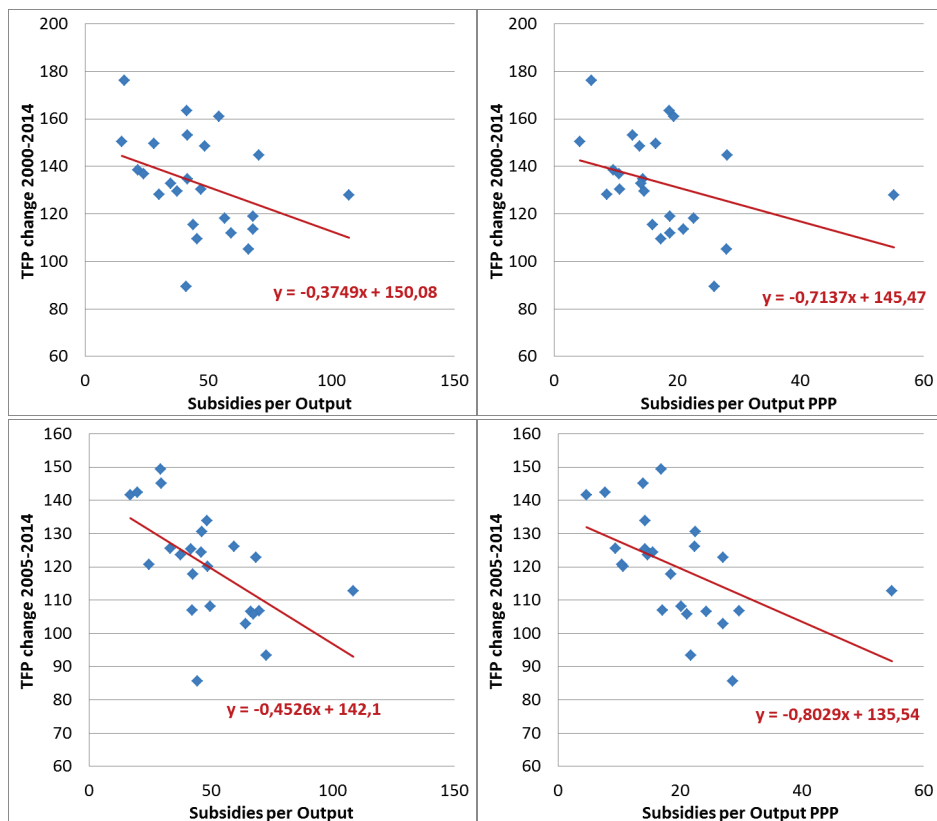 TFP change 2000-2014
200
180
160
140
120
100
80
60
y = -0,3749x + 150,08
0 50 100 150
Subsidies per Output
TFP change 2000-2014
200
180
160
140
120
100
80
60
y = -0,7137x + 145,47
0 20 40 60
Subsidies per Output PPP
TFP change 2005-2014
160
150
140
130
120
110
100
90
80
70
60
y = -0,4526x + 142,1
0 50 100 150
Subsidies per Output
TFP change 2005-2014
160
150
140
130
120
110
100
90
80
70
60
y = -0,8029x + 135,54
0 20 40 60
Subsidies per Output PPP